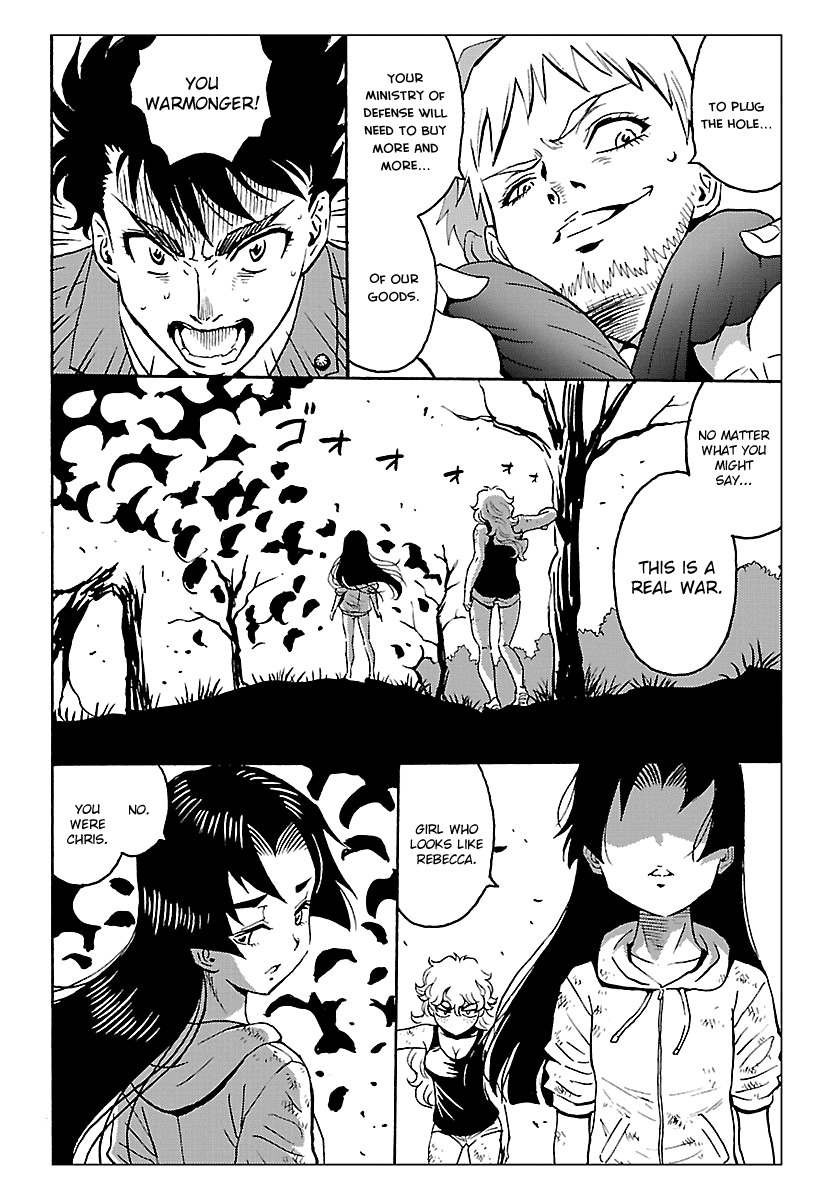 TO PLUG
THE HOLE...
YOUR
MINISTRY OF
DEFENSE WILL
NEED TO BUY
MORE AND
MORE...
OF OUR
GOODS.
YOU
WARMONGER!
NO MATTER
WHAT YOU
MIGHT
SAY...
THIS IS A
REAL WAR.
ゴオオオオオ
GIRL WHO
LOOKS LIKE
REBECCA.
NO.
YOU
WERE
CHRIS.